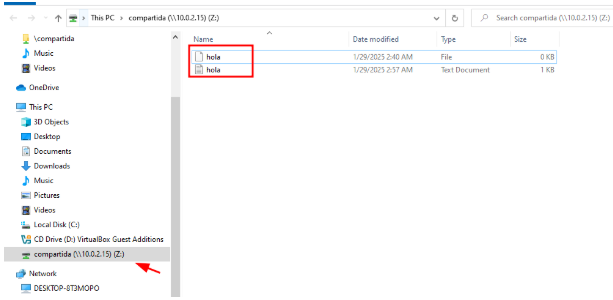 This PC > compartida (\\10.0.2.15) (Z:)
Search compartida (\\10.0.2.15) (Z:)
\compartida
Music
Videos
OneDrive
This PC
3D Objects
Desktop
Documents
Downloads
Music
Pictures
Videos
Local Disk (C:)
CD Drive (D:) VirtualBox Guest Additions
compartida (\\10.0.2.15) (Z:)
Network
DESKTOP-8T3MOPO
Name Date modified Type Size
hola 1/29/2025 2:40 AM File 0 KB
hola 1/29/2025 2:57 AM Text Document 1 KB